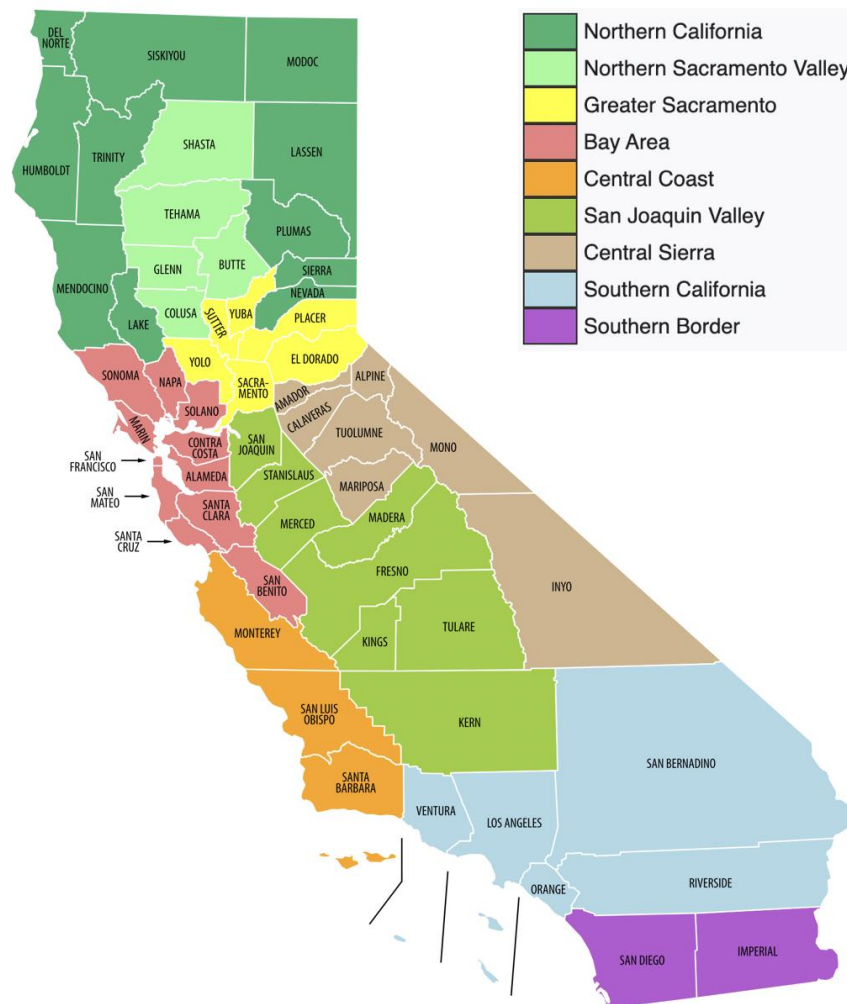 DEL
NORTE
SISKIYOU
MODOC
Northern California
Northern Sacramento Valley
Greater Sacramento
Bay Area
Central Coast
San Joaquin Valley
Central Sierra
Southern California
Southern Border
HUMBOLDT
TRINITY
SHASTA
LASSEN
TEHAMA
PLUMAS
GLENN
BUTTE
SIERRA
MENDOCINO
NEVADA
LAKE
COLUSA
SUTTER
YUBA
PLACER
SONOMA
NAPA
YOLO
EL DORADO
SACRA-
MENTO
ALPINE
AMADOR
SOLANO
MARIN
CALAVERAS
TUOLUMNE
MONO
SAN
FRANCISCO
CONTRA
COSTA
SAN
JOAQUIN
ALAMEDA
STANISLAUS
MARIPOSA
SAN
MATEO
SANTA
CLARA
MERCED
MADERA
SANTA
CRUZ
SAN
BENITO
FRESNO
INYO
MONTEREY
KINGS
TULARE
SAN LUIS
OBISPO
KERN
SAN BERNADINO
SANTA
BARBARA
VENTURA
LOS ANGELES
ORANGE
RIVERSIDE
SAN DIEGO
IMPERIAL